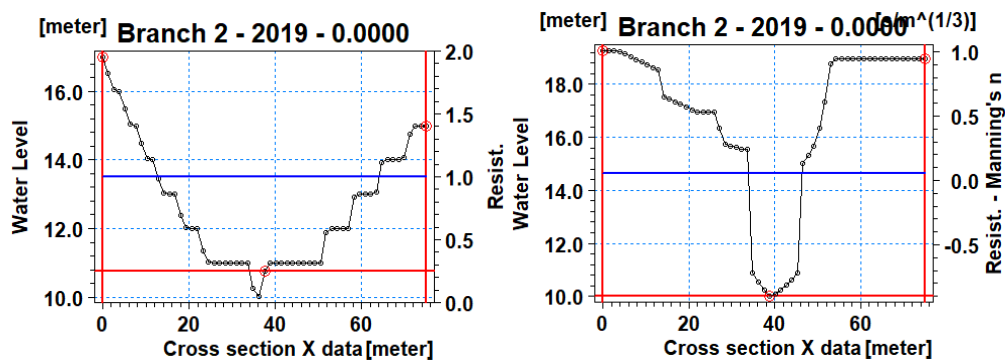 [meter]
Branch 2 - 2019 - 0.0000
2.0
16.0
1.5
14.0
1.0
12.0
0.5
10.0
0.0
Water Level
Resist.
0
20
40
60
Cross section X data [meter]
[meter]
[s/m^(1/3)]
Branch 2 - 2019 - 0.0000
1.0
18.0
0.5
16.0
0.0
14.0
-0.5
12.0
10.0
Water Level
Resist. - Manning's n
0
20
40
60
Cross section X data [meter]